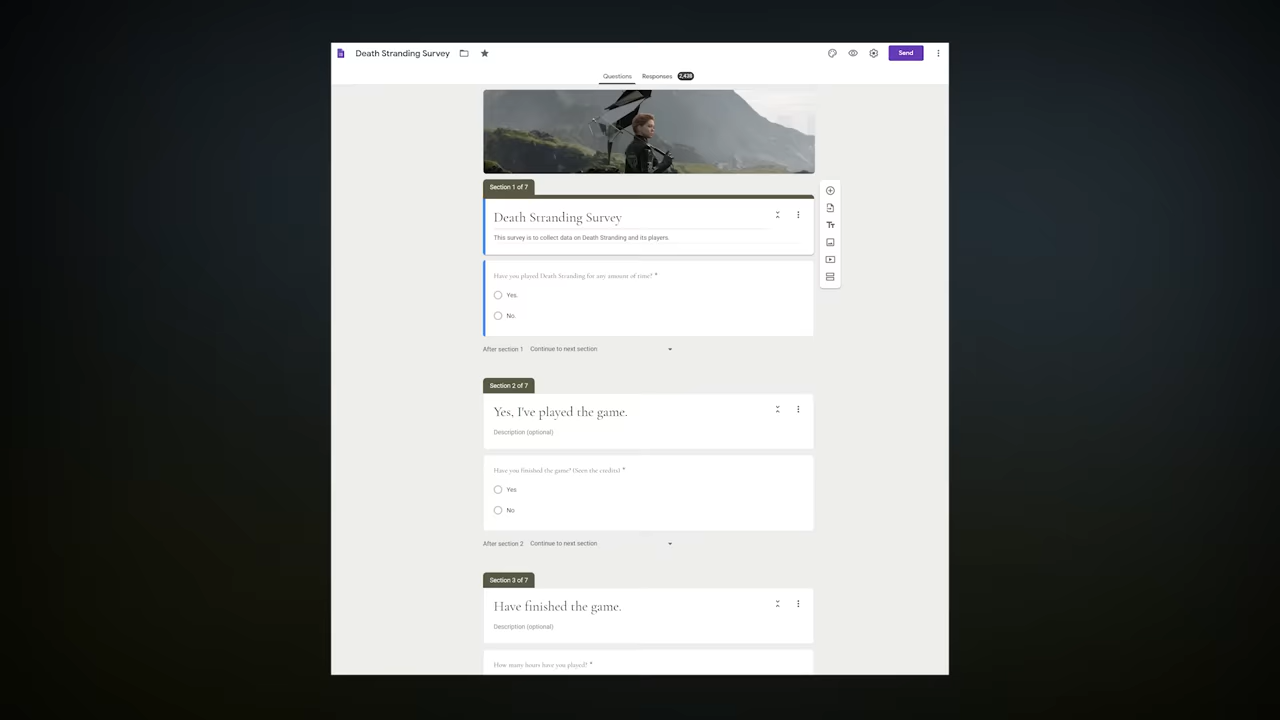 Death Stranding Survey
Send
Questions
Responses 2,438
Section 1 of 7
Death Stranding Survey
This survey is to collect data on Death Stranding and its players.
Have you played Death Stranding for any amount of time? *
Yes.
No.
After section 1 Continue to next section
Section 2 of 7
Yes, I've played the game.
Description (optional)
Have you finished the game? (Seen the credits) *
Yes
No
After section 2 Continue to next section
Section 3 of 7
Have finished the game.
Description (optional)
How many hours have you played? *